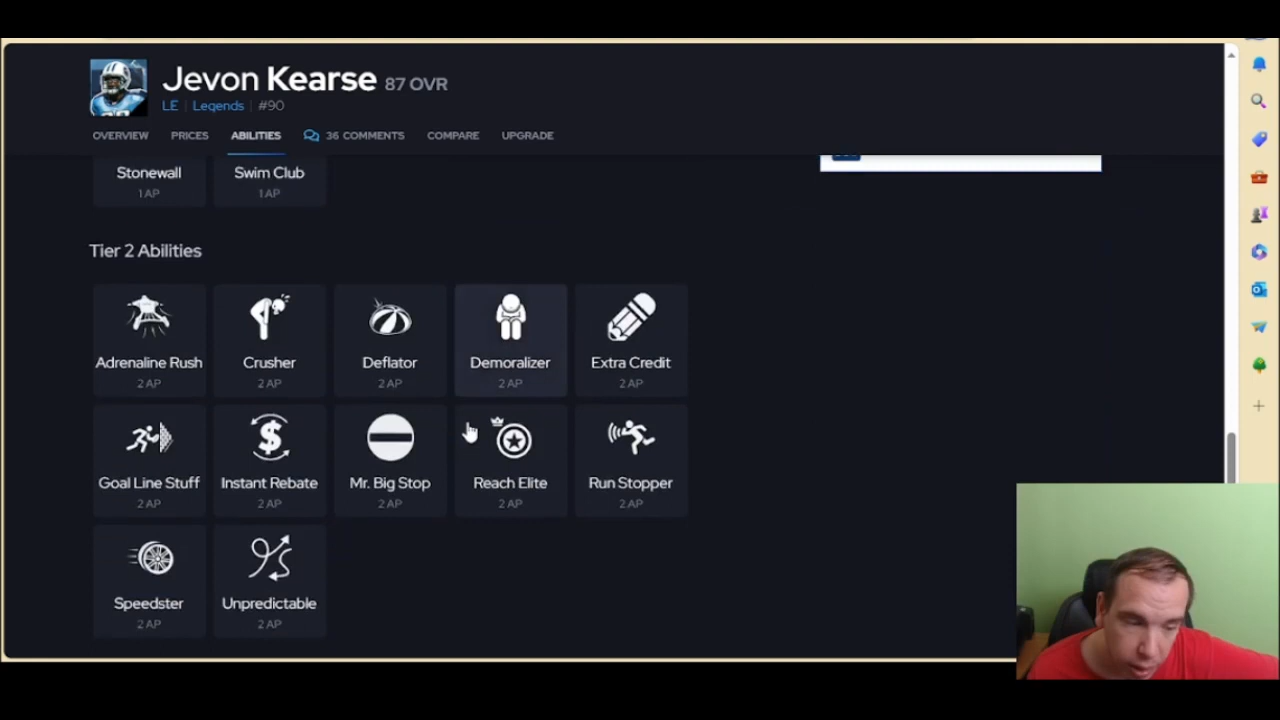 Jevon Kearse 87 OVR
LE | Legends | #90
OVERVIEW PRICES ABILITIES 36 COMMENTS COMPARE UPGRADE
Stonewall Swim Club
1 AP 1 AP
Tier 2 Abilities
Adrenaline Rush Crusher Deflator Demoralizer Extra Credit
2 AP 2 AP 2 AP 2 AP 2 AP
Goal Line Stuff Instant Rebate Mr. Big Stop Reach Elite Run Stopper
2 AP 2 AP 2 AP 2 AP 2 AP
Speedster Unpredictable
2 AP 2 AP